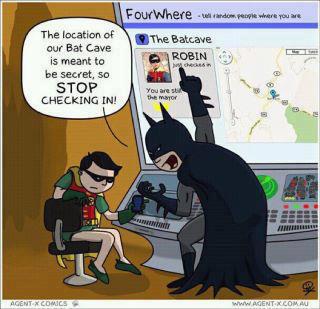 FourWhere - tell random people where you are
The Batcave
ROBIN
just checked in
You are still
the mayor
The location of
our Bat Cave
is meant to
be secret, so
STOP
CHECKING IN!
AGENT-X COMICS
WWW.AGENT-X.COM.AU